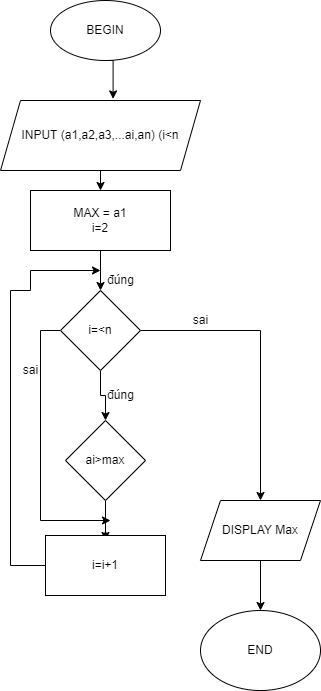 BEGIN
INPUT (a1,a2,a3,...ai,an) (i<n
MAX = a1
i=2
đúng
i=<n
sai
sai
đúng
ai>max
DISPLAY Max
i=i+1
END